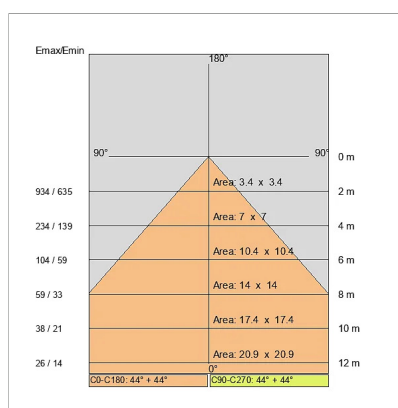 Emax/Emin
180°
90° 90° 0 m
Area: 3.4 x 3.4
934 / 635 2 m
Area: 7 x 7
234 / 139 4 m
Area: 10.4 x 10.4
104 / 59 6 m
Area: 14 x 14
59 / 33 8 m
Area: 17.4 x 17.4
38 / 21 10 m
Area: 20.9 x 20.9
26 / 14 12 m
0°
C0-C180: 44° + 44° C90-C270: 44° + 44°